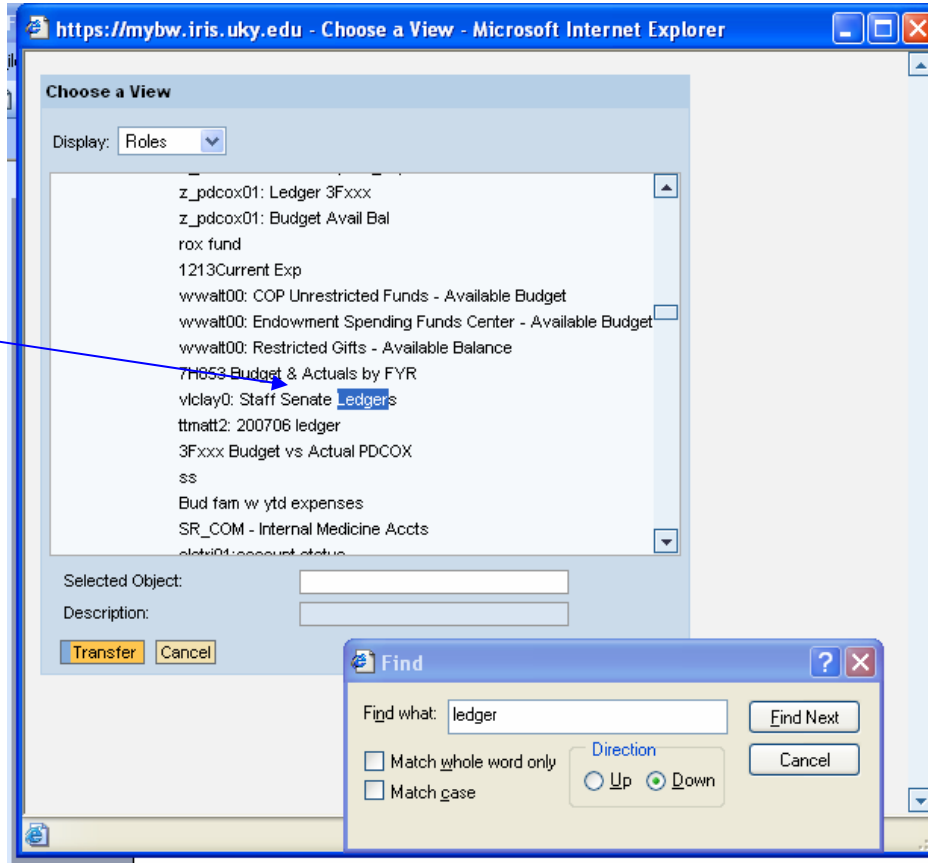 https://mybw.iris.uky.edu - Choose a View - Microsoft Internet Explorer
Choose a View
Display: Roles
z_pdcox01: Ledger 3Fxxx
z_pdcox01: Budget Avail Bal
rox fund
1213Current Exp
wwalt00: COP Unrestricted Funds - Available Budget
wwalt00: Endowment Spending Funds Center - Available Budget
wwalt00: Restricted Gifts - Available Balance
7H853 Budget & Actuals by FYR
vlclay0: Staff Senate Ledgers
ttmatt2: 200706 ledger
3Fxxx Budget vs Actual PDCOX
ss
Bud fam w ytd expenses
SR_COM - Internal Medicine Accts
Selected Object:
Description:
Transfer Cancel
Find
Find what: ledger
Find Next
Match whole word only
Direction
Cancel
Up Down
Match case